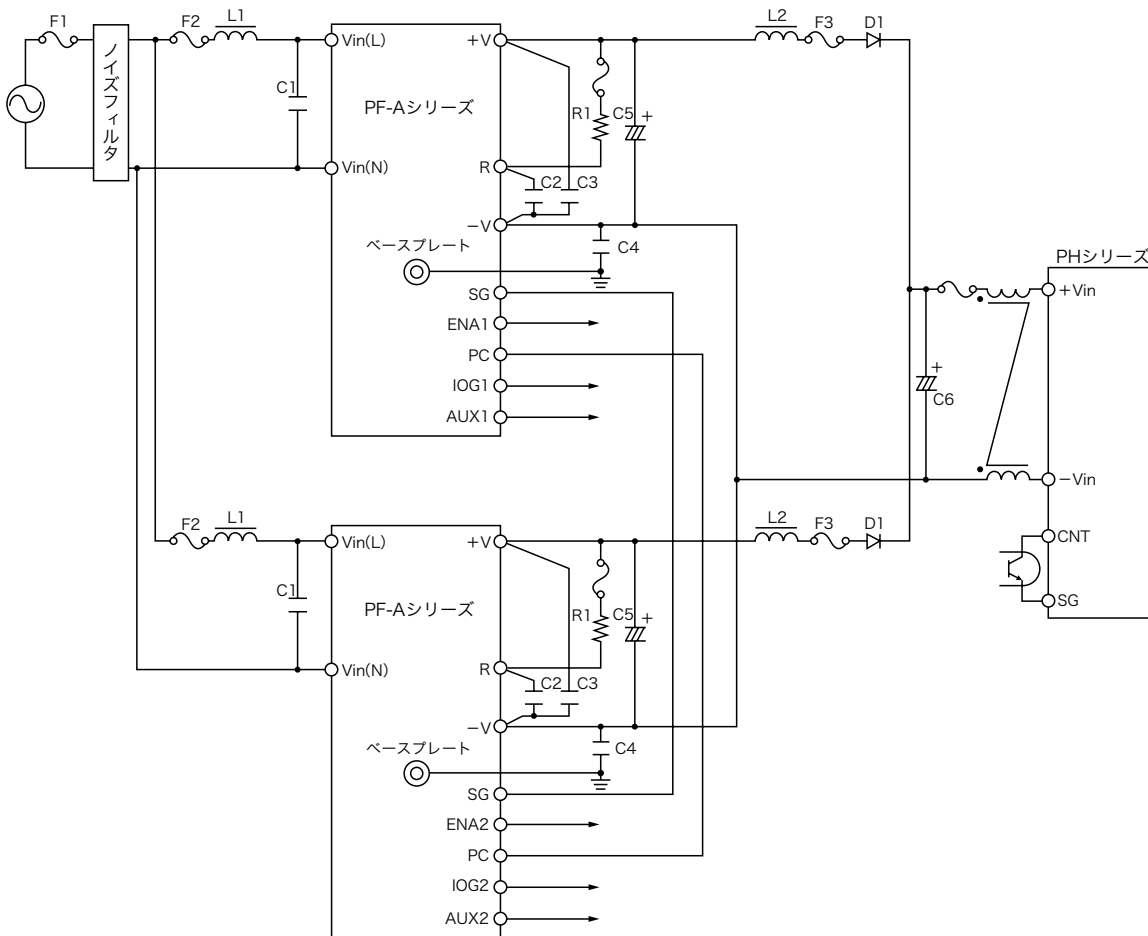 F1
F2
L1
L2
F3
D1
ノイズフィルタ
Vin(L)
+V
C1
PF-Aシリーズ
R1
C5
+
Vin(N)
R
C2
C3
−V
ベースプレート
C4
SG
ENA1
PC
IOG1
AUX1
PHシリーズ
+Vin
+
C6
−Vin
CNT
SG
F2
L1
L2
F3
D1
Vin(L)
+V
C1
PF-Aシリーズ
R1
C5
+
Vin(N)
R
C2
C3
−V
ベースプレート
C4
SG
ENA2
PC
IOG2
AUX2